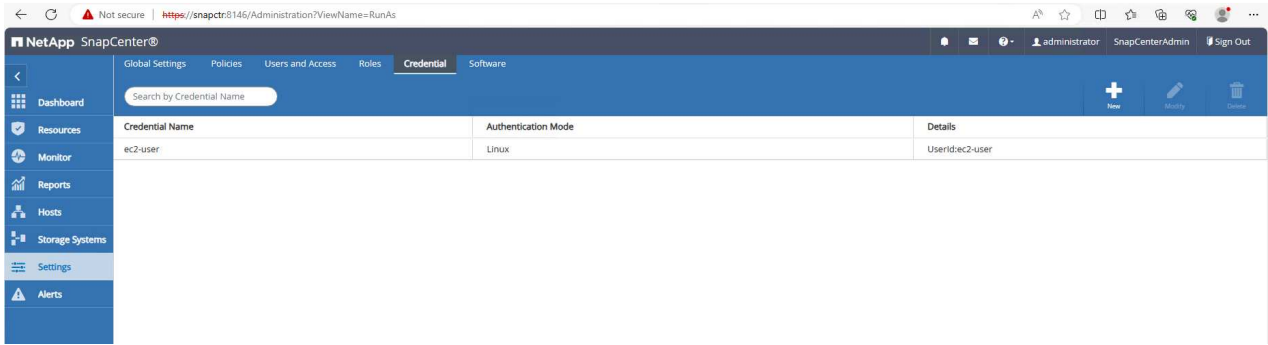 Not secure | https://snapctr:8146/Administration?ViewName=RunAs
NetApp SnapCenter®
administrator SnapCenterAdmin Sign Out
Global Settings Policies Users and Access Roles Credential Software
Search by Credential Name
New Modify Delete
Dashboard
Resources
Monitor
Reports
Hosts
Storage Systems
Settings
Alerts
Credential Name Authentication Mode Details
ec2-user Linux UserId:ec2-user